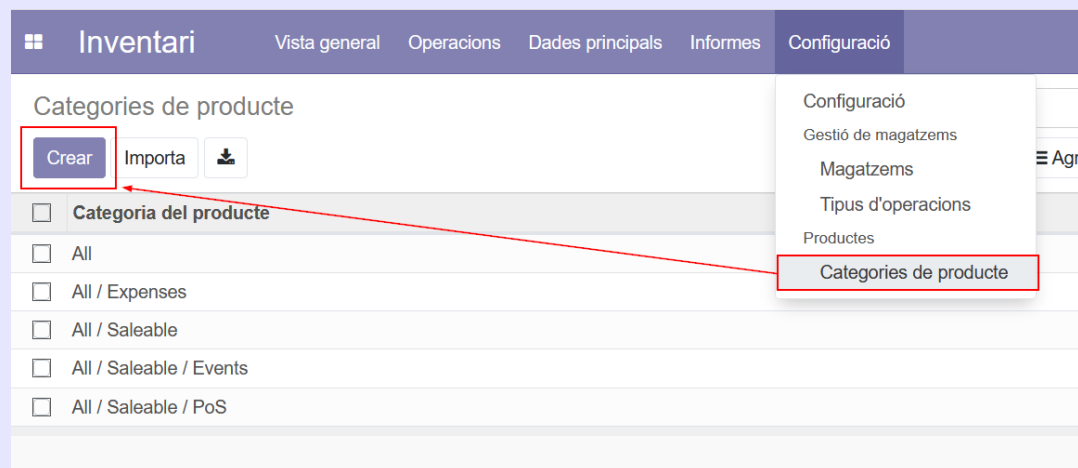 Inventari Vista general Operacions Dades principals Informes Configuració
Categories de producte
Crear Importa
Agr
Categoria del producte
All
All / Expenses
All / Saleable
All / Saleable / Events
All / Saleable / PoS
Configuració
Gestió de magatzems
Magatzems
Tipus d'operacions
Productes
Categories de producte